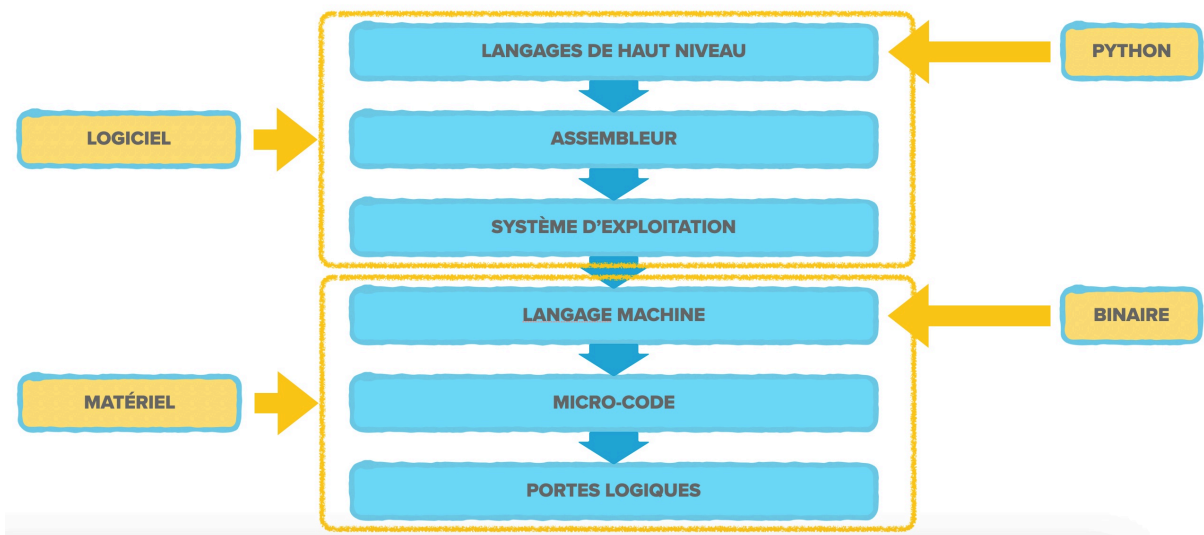 LANGAGES DE HAUT NIVEAU
PYTHON
LOGICIEL
ASSEMBLEUR
SYSTÈME D'EXPLOITATION
LANGAGE MACHINE
BINAIRE
MATÉRIEL
MICRO-CODE
PORTES LOGIQUES